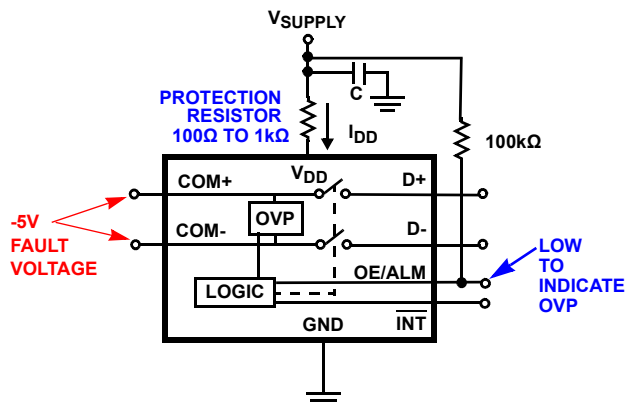 VSUPPLY
C
PROTECTION
RESISTOR
100Ω TO 1kΩ
IDD
100kΩ
VDD
COM+
D+
OVP
-5V
FAULT
VOLTAGE
COM-
D-
OE/ALM
LOW
TO
INDICATE
OVP
LOGIC
GND
INT